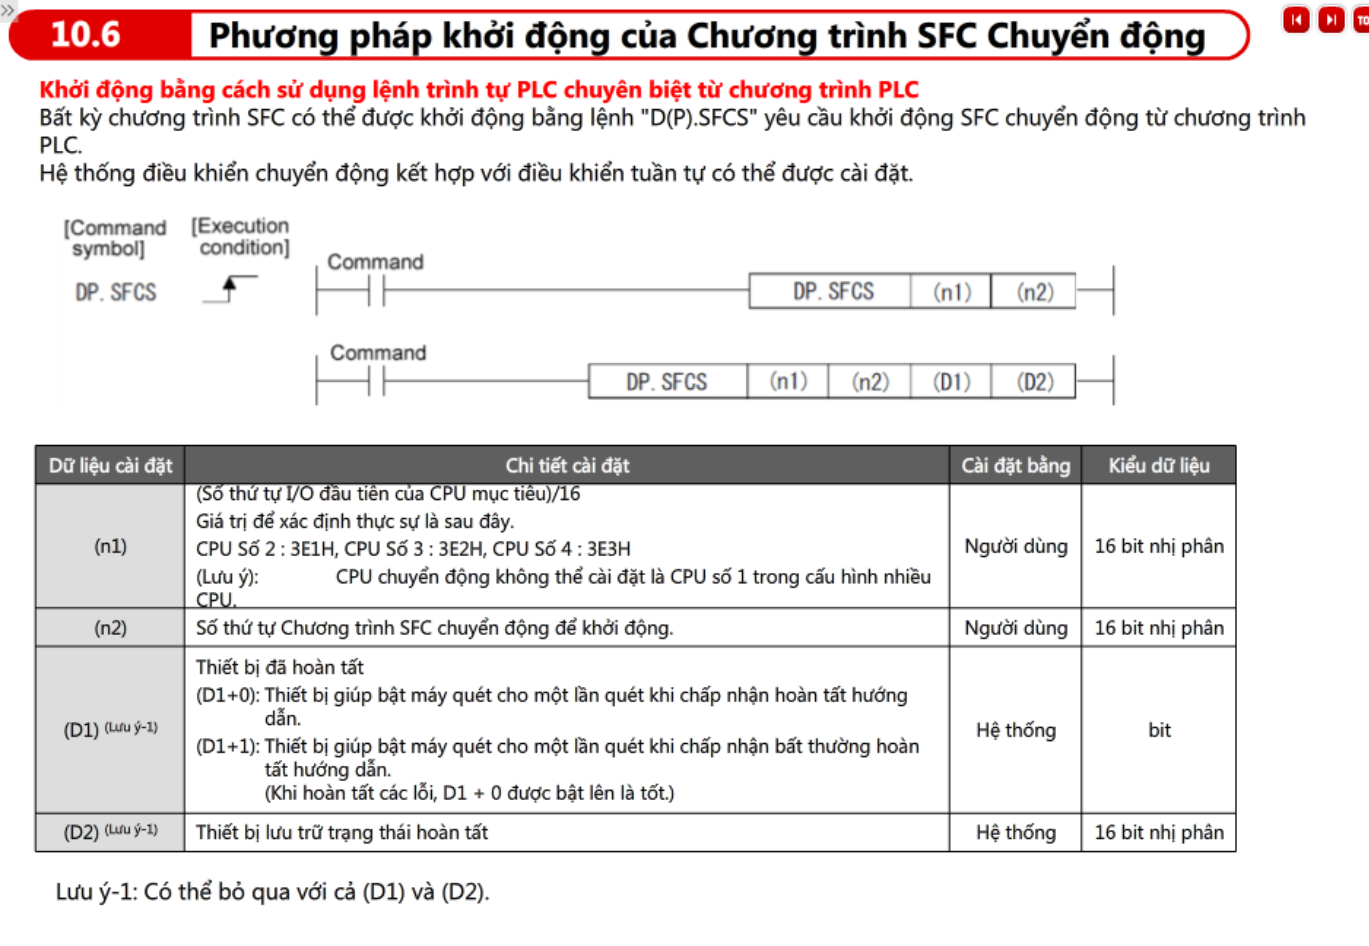 10.6 Phương pháp khởi động của Chương trình SFC Chuyển động
Khởi động bằng cách sử dụng lệnh trình tự PLC chuyên biệt từ chương trình PLC
Bất kỳ chương trình SFC có thể được khởi động bằng lệnh "D(P).SFCS" yêu cầu khởi động SFC chuyển động từ chương trình
PLC.
Hệ thống điều khiển chuyển động kết hợp với điều khiển tuần tự có thể được cài đặt.
[Command symbol] [Execution condition]
Command
DP. SFCS DP. SFCS (n1) (n2)
Command
DP. SFCS (n1) (n2) (D1) (D2)
Dữ liệu cài đặt Chi tiết cài đặt Cài đặt bằng Kiểu dữ liệu
(Số thứ tự I/O đầu tiên của CPU mục tiêu)/16
Giá trị để xác định thực sự là sau đây.
(n1) CPU Số 2 : 3E1H, CPU Số 3 : 3E2H, CPU Số 4 : 3E3H Người dùng 16 bit nhị phân
(Lưu ý): CPU chuyển động không thể cài đặt là CPU số 1 trong cấu hình nhiều
CPU.
(n2) Số thứ tự Chương trình SFC chuyển động để khởi động. Người dùng 16 bit nhị phân
Thiết bị đã hoàn tất
(D1+0): Thiết bị giúp bật máy quét cho một lần quét khi chấp nhận hoàn tất hướng
dẫn.
(D1) (Lưu ý-1) Hệ thống bit
(D1+1): Thiết bị giúp bật máy quét cho một lần quét khi chấp nhận bất thường hoàn
tất hướng dẫn.
(Khi hoàn tất các lỗi, D1 + 0 được bật lên là tốt.)
(D2) (Lưu ý-1) Thiết bị lưu trữ trạng thái hoàn tất Hệ thống 16 bit nhị phân
Lưu ý-1: Có thể bỏ qua với cả (D1) và (D2).